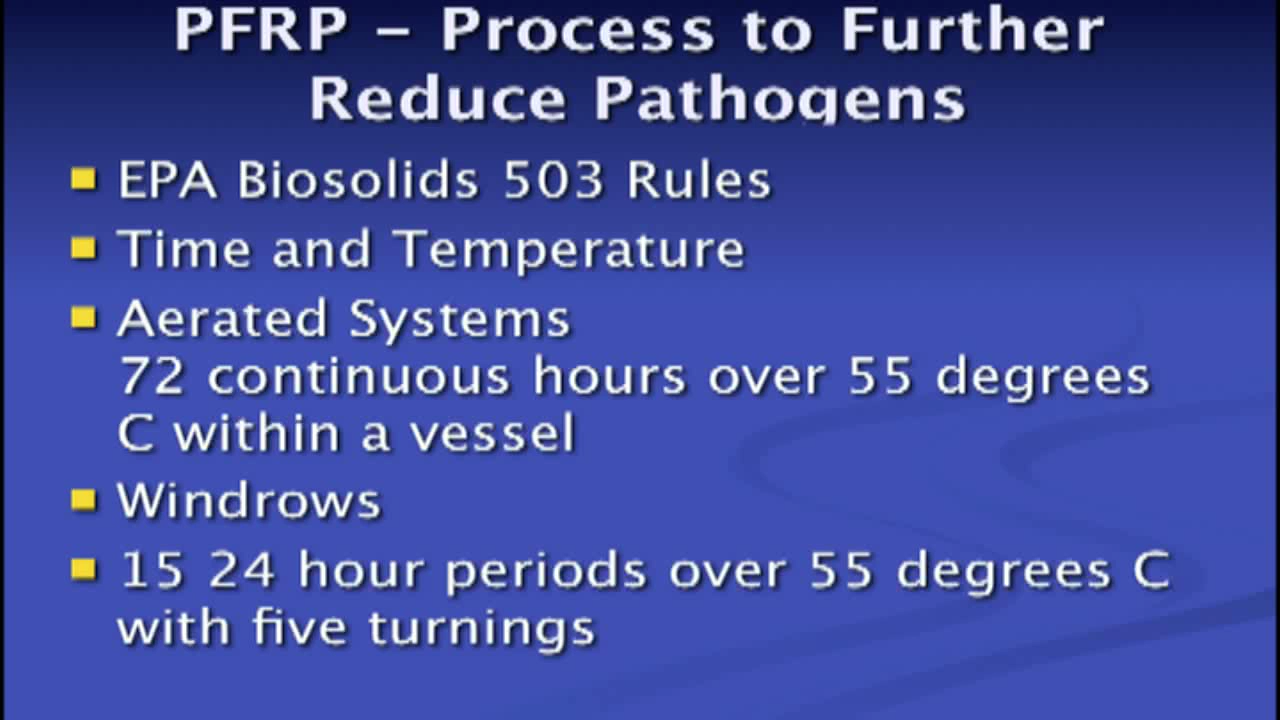 PFRP – Process to Further
Reduce Pathogens
EPA Biosolids 503 Rules
Time and Temperature
Aerated Systems
72 continuous hours over 55 degrees
C within a vessel
Windrows
15 24 hour periods over 55 degrees C
with five turnings